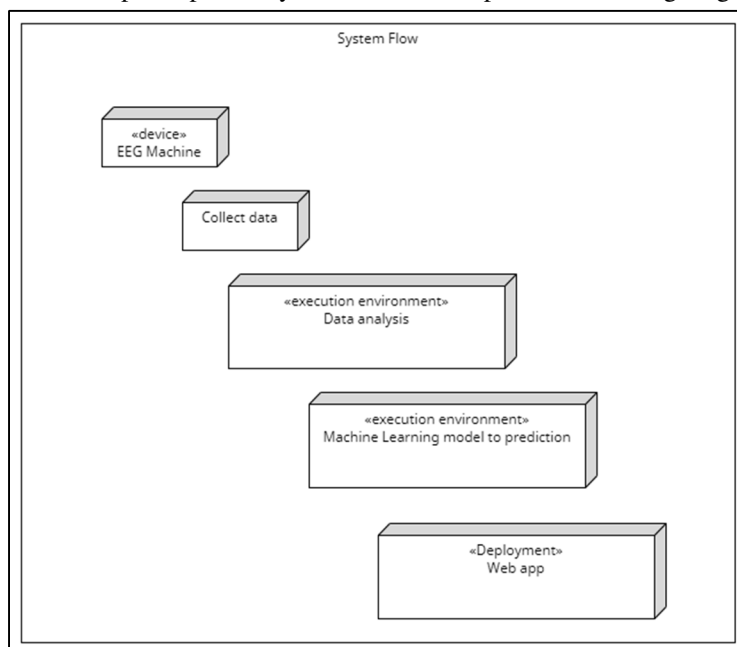 System Flow
«device»
EEG Machine
Collect data
«execution environment»
Data analysis
«execution environment»
Machine Learning model to prediction
«Deployment»
Web app